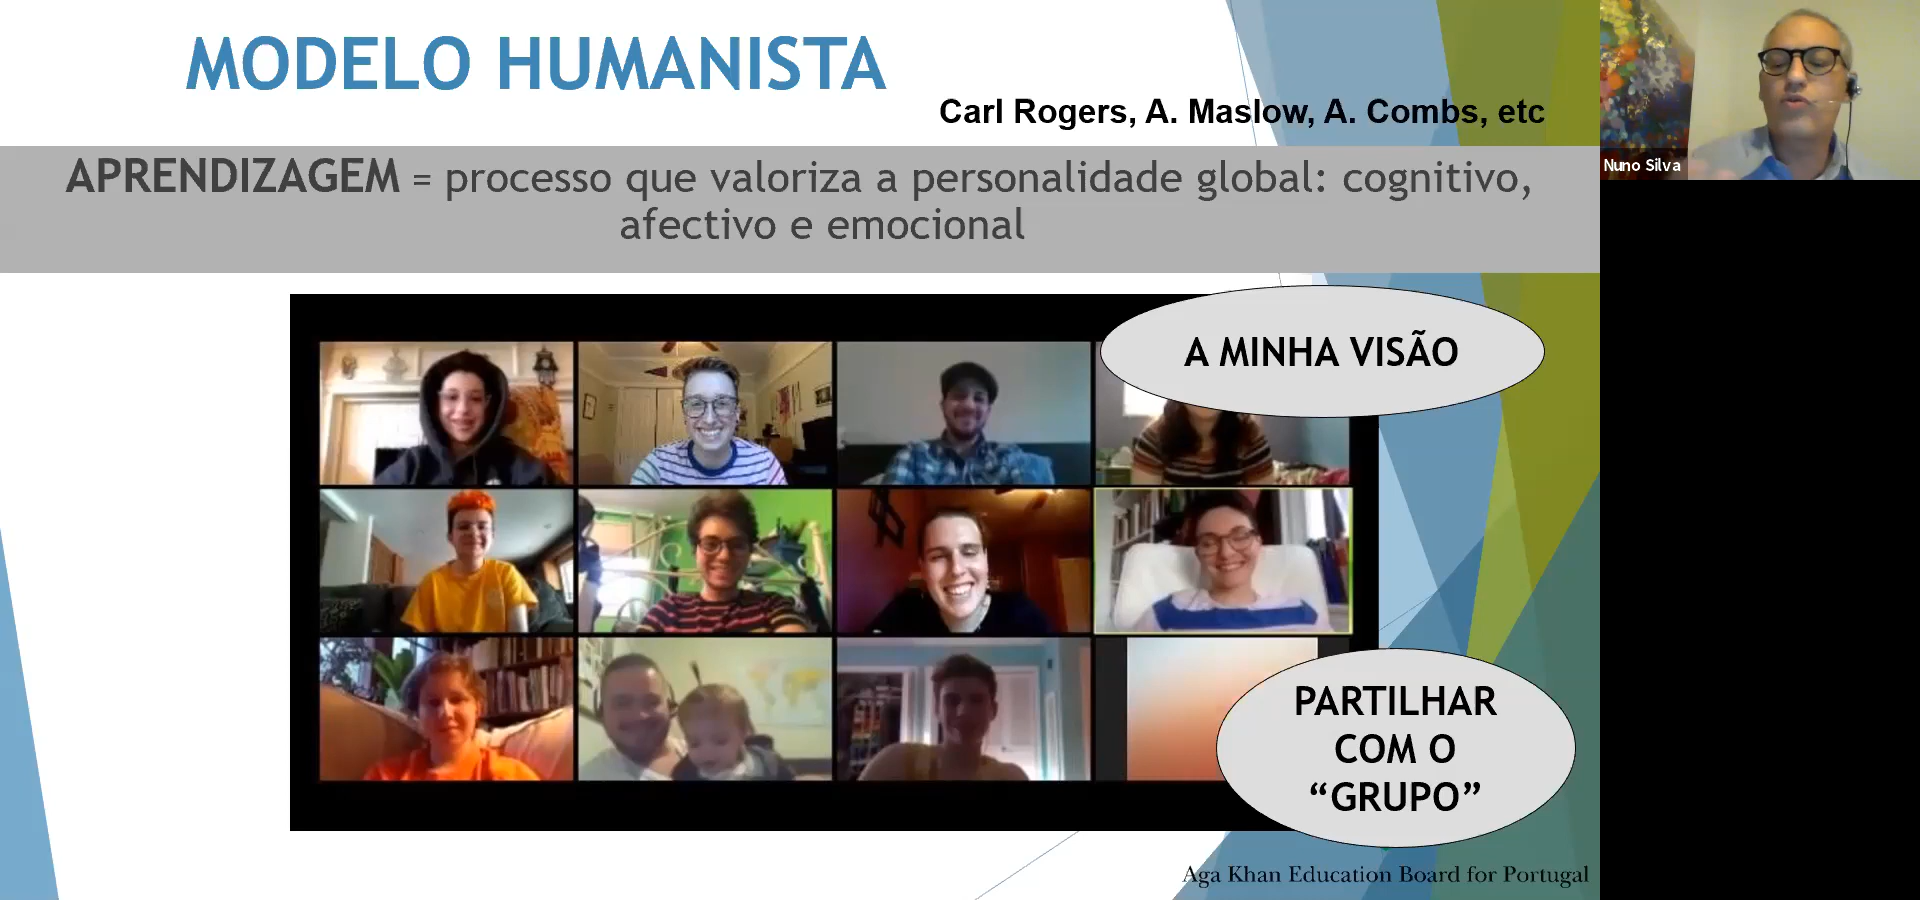 MODELO HUMANISTA
Carl Rogers, A. Maslow, A. Combs, etc
APRENDIZAGEM = processo que valoriza a personalidade global: cognitivo,
afectivo e emocional
A MINHA VISÃO
PARTILHAR
COM O
“GRUPO”
Aga Khan Education Board for Portugal
Nuno Silva